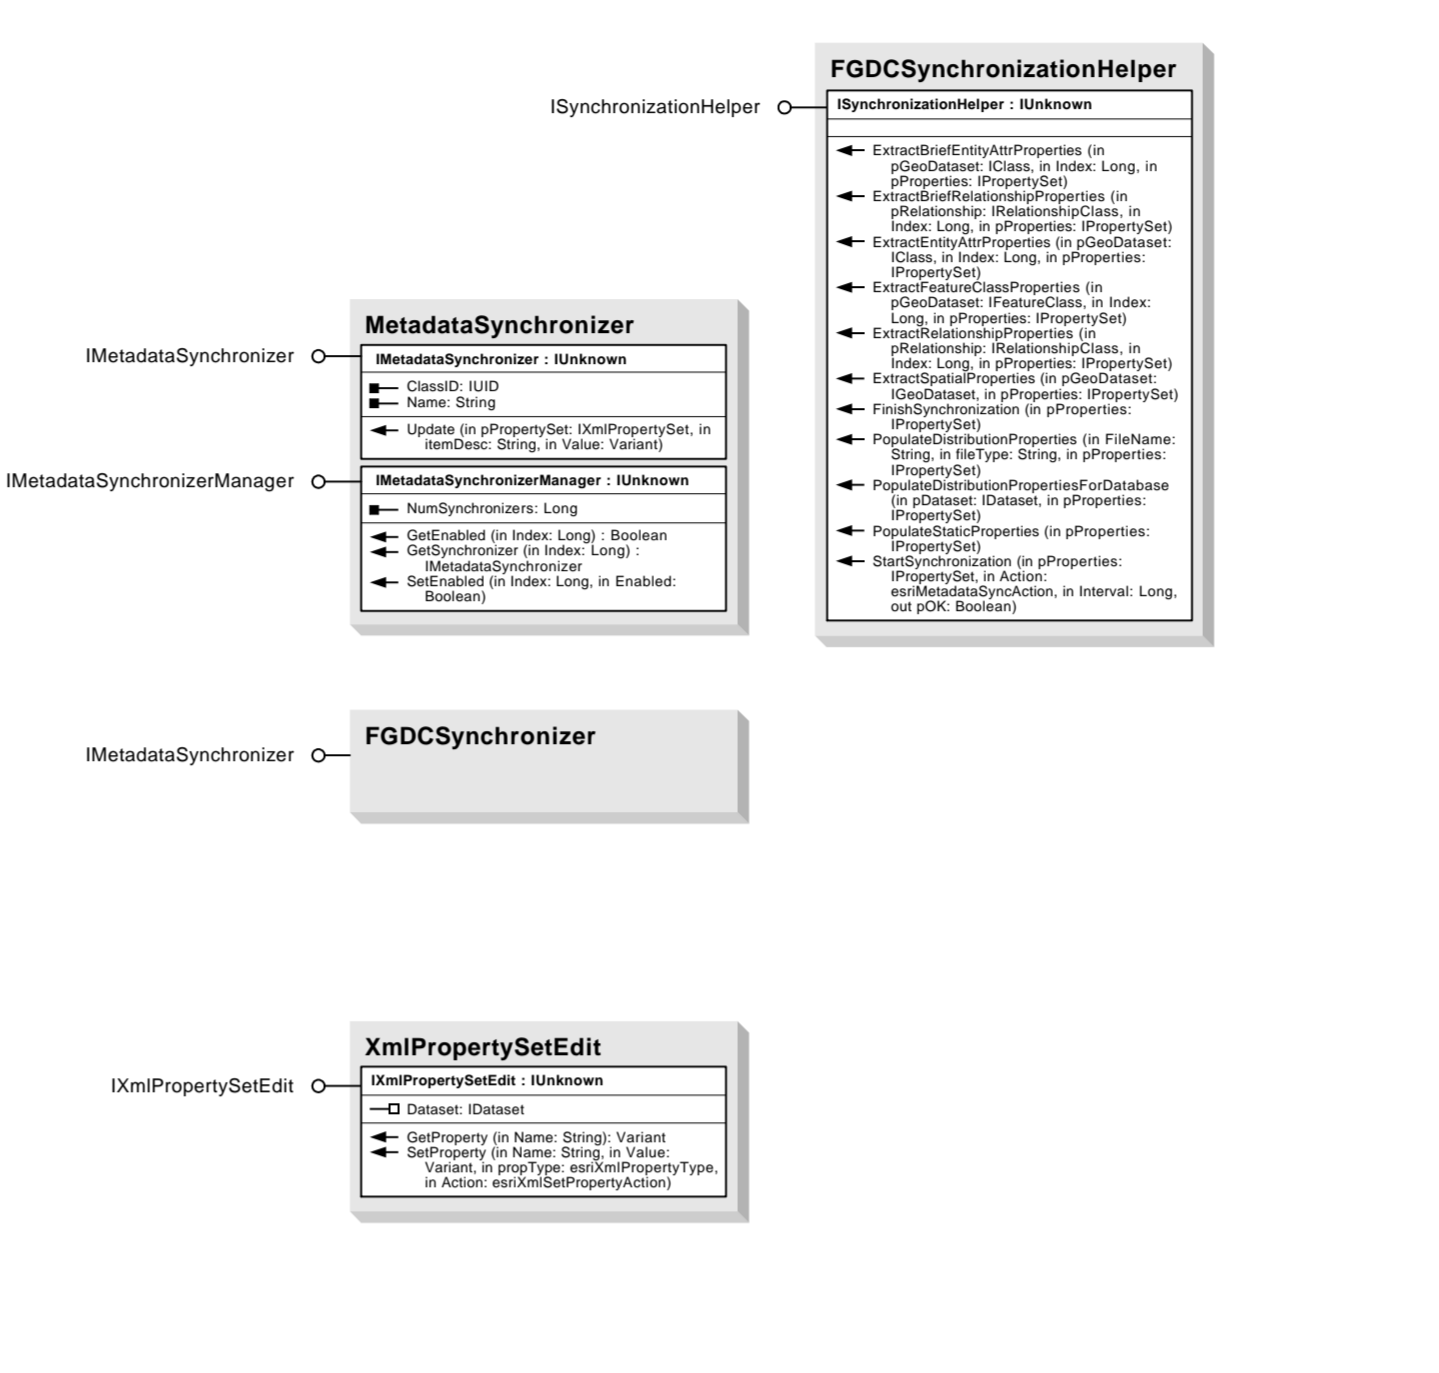 FGDCSynchronizationHelper
ISynchronizationHelper
ISynchronizationHelper : IUnknown
ExtractBriefEntityAttrProperties (in
pGeoDataset: IClass, in Index: Long, in
pProperties: IPropertySet)
ExtractBriefRelationshipProperties (in
pRelationship: IRelationshipClass, in
Index: Long, in pProperties: IPropertySet)
ExtractEntityAttrProperties (in pGeoDataset:
IClass, in Index: Long, in pProperties:
IPropertySet)
ExtractFeatureClassProperties (in
pGeoDataset: IFeatureClass, in Index:
Long, in pProperties: IPropertySet)
ExtractRelationshipProperties (in
pRelationship: IRelationshipClass, in
Index: Long, in pProperties: IPropertySet)
ExtractSpatialProperties (in pGeoDataset:
IGeoDataset, in pProperties: IPropertySet)
FinishSynchronization (in pProperties:
IPropertySet)
PopulateDistributionProperties (in FileName:
String, in fileType: String, in pProperties:
IPropertySet)
PopulateDistributionPropertiesForDatabase
(in pDataset: IDataset, in pProperties:
IPropertySet)
PopulateStaticProperties (in pProperties:
IPropertySet)
StartSynchronization (in pProperties:
IPropertySet, in Action:
esriMetadataSyncAction, in Interval: Long,
out pOK: Boolean)
MetadataSynchronizer
IMetadataSynchronizer
IMetadataSynchronizer : IUnknown
ClassID: IUID
Name: String
Update (in pPropertySet: IXmlPropertySet, in
itemDesc: String, in Value: Variant)
IMetadataSynchronizerManager
IMetadataSynchronizerManager : IUnknown
NumSynchronizers: Long
GetEnabled (in Index: Long) : Boolean
GetSynchronizer (in Index: Long) :
IMetadataSynchronizer
SetEnabled (in Index: Long, in Enabled:
Boolean)
FGDCSynchronizer
IMetadataSynchronizer
XmlPropertySetEdit
IXmlPropertySetEdit
IXmlPropertySetEdit : IUnknown
Dataset: IDataset
GetProperty (in Name: String): Variant
SetProperty (in Name: String, in Value:
Variant, in propType: esriXmlPropertyType,
in Action: esriXmlSetPropertyAction)